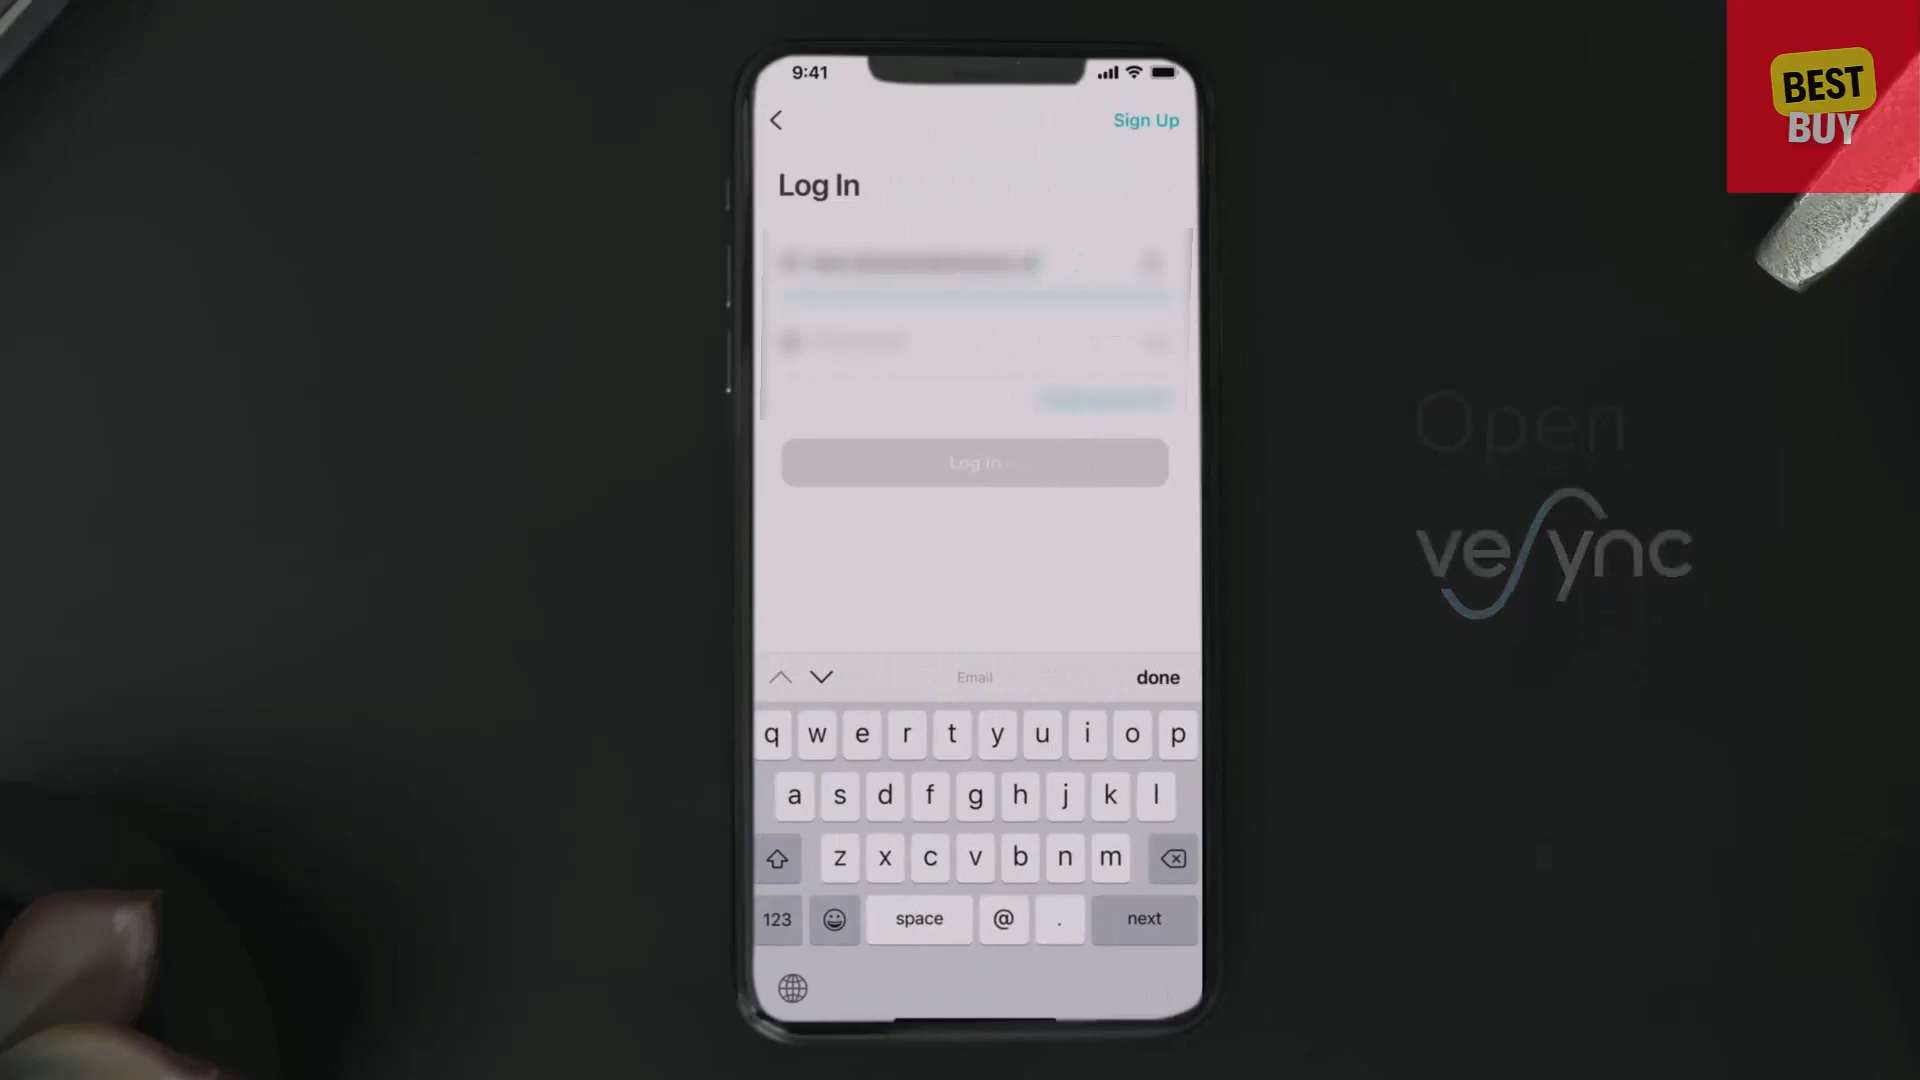 9:41
Sign Up
Log In
Log In
Email
done
q w e r t y u i o p
a s d f g h j k l
z x c v b n m
123
space
@
.
next
Open
vesync
BEST
BUY